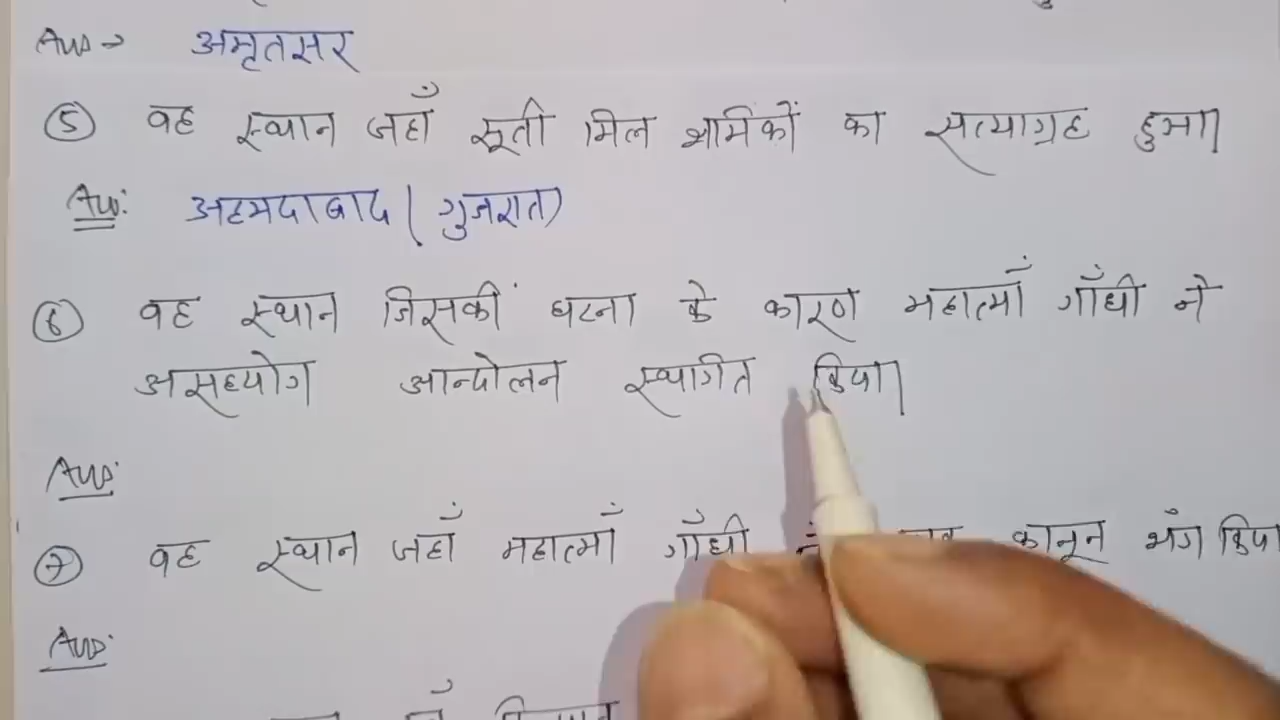 Ans → अमृतसर
⑤ वह स्थान जहाँ सूती मिल श्रमिकों का सत्याग्रह हुआ।
Ans: अहमदाबाद (गुजरात)
⑥ वह स्थान जिसकीं घटना के कारण महात्माँ गाँधी ने
असहयोग आन्दोलन स्थगित किया।
Ans:
⑦ वह स्थान जहाँ महात्माँ गाँधी ने कानून भंग किया
Ans: